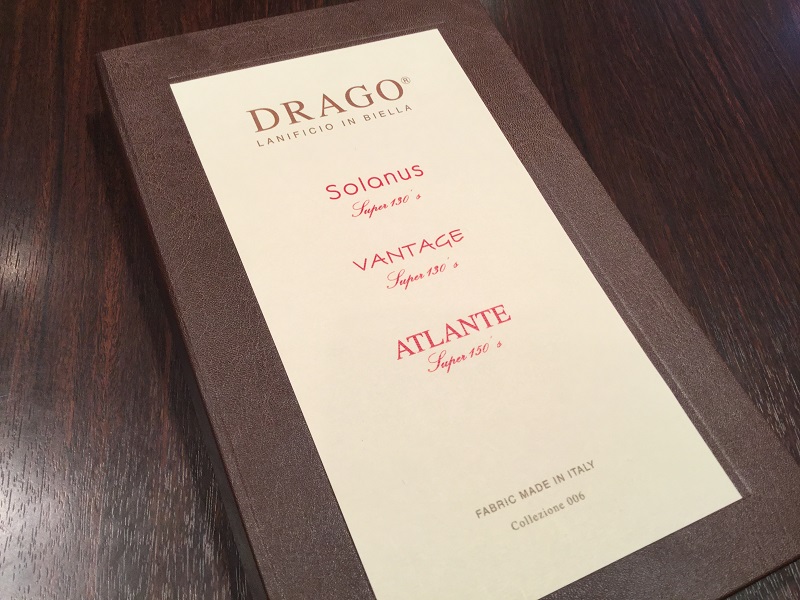 DRAGO®
LANIFICIO IN BIELLA
Solanus
Super 130's
VANTAGE
Super 130's
ATLANTE
Super 150's
FABRIC MADE IN ITALY
Collezione 006